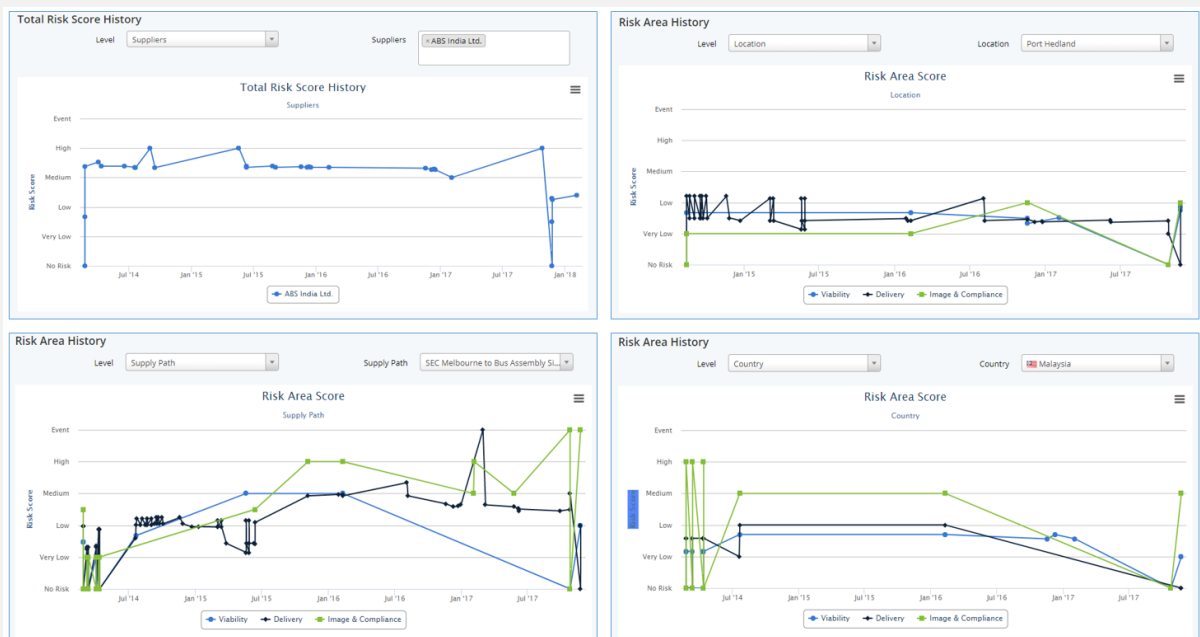 Total Risk Score History
Level Suppliers Suppliers ×ABS India Ltd.
Total Risk Score History
Suppliers
Event
High
Medium
Low
Very Low
No Risk
Risk Score
Jul '14 Jan '15 Jul '15 Jan '16 Jul '16 Jan '17 Jul '17 Jan '18
ABS India Ltd.
Risk Area History
Level Location Location Port Hedland
Risk Area Score
Location
Event
High
Medium
Low
Very Low
No Risk
Risk Score
Jan '15 Jul '15 Jan '16 Jul '16 Jan '17 Jul '17
Viability Delivery Image & Compliance
Risk Area History
Level Supply Path Supply Path SEC Melbourne to Bus Assembly Si...
Risk Area Score
Supply Path
Event
High
Medium
Low
Very Low
No Risk
Risk Score
Jul '14 Jan '15 Jul '15 Jan '16 Jul '16 Jan '17 Jul '17
Viability Delivery Image & Compliance
Risk Area History
Level Country Country Malaysia
Risk Area Score
Country
Event
High
Medium
Low
Very Low
No Risk
Risk Score
Jul '14 Jan '15 Jul '15 Jan '16 Jul '16 Jan '17 Jul '17
Viability Delivery Image & Compliance